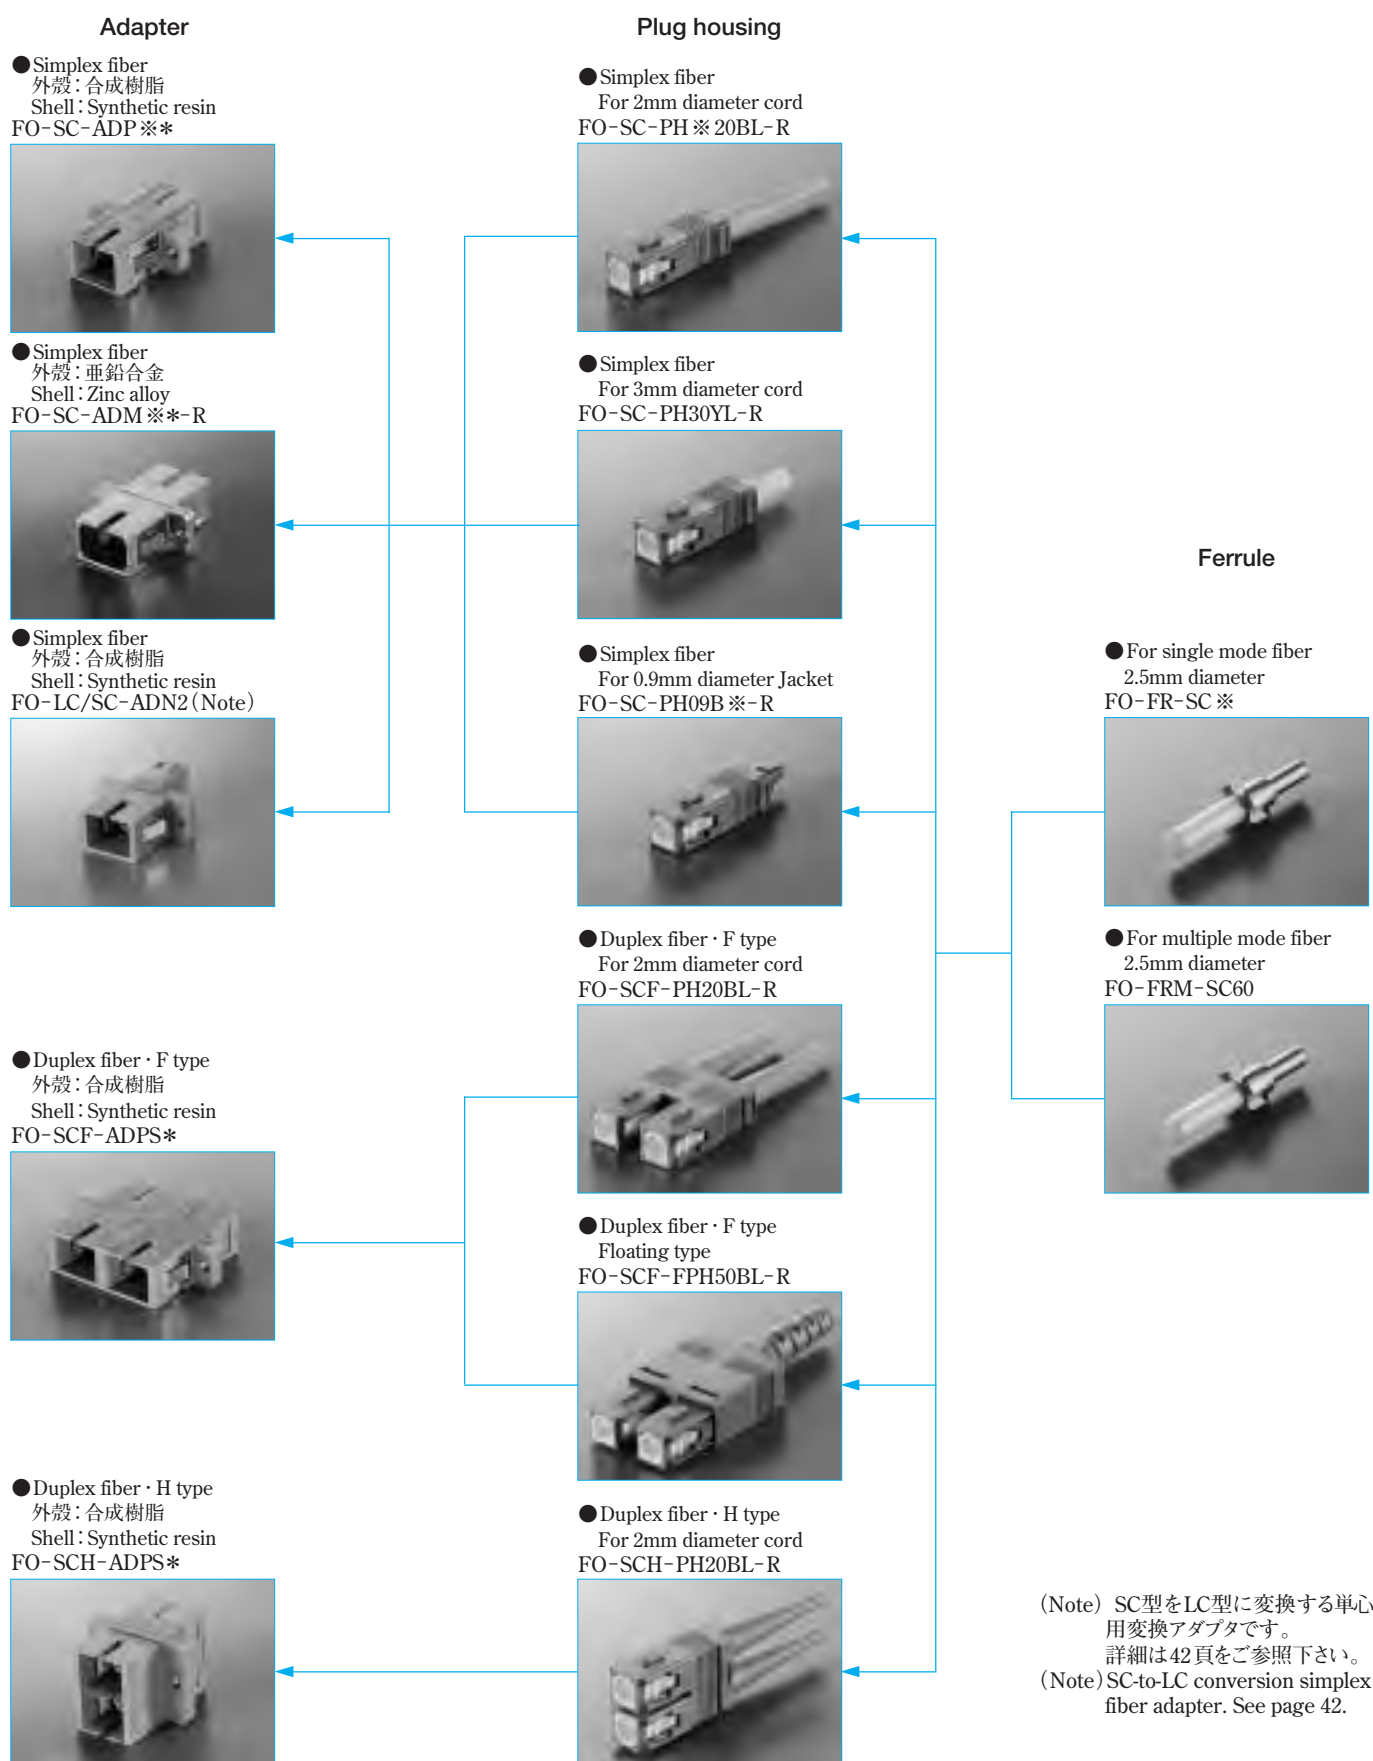 Adapter
●Simplex fiber
外殻：合成樹脂
Shell：Synthetic resin
FO-SC-ADP※*
●Simplex fiber
外殻：亜鉛合金
Shell：Zinc alloy
FO-SC-ADM※*-R
●Simplex fiber
外殻：合成樹脂
Shell：Synthetic resin
FO-LC/SC-ADN2(Note)
●Duplex fiber・F type
外殻：合成樹脂
Shell：Synthetic resin
FO-SCF-ADPS*
●Duplex fiber・H type
外殻：合成樹脂
Shell：Synthetic resin
FO-SCH-ADPS*
Plug housing
●Simplex fiber
For 2mm diameter cord
FO-SC-PH※20BL-R
●Simplex fiber
For 3mm diameter cord
FO-SC-PH30YL-R
●Simplex fiber
For 0.9mm diameter Jacket
FO-SC-PH09B※-R
●Duplex fiber・F type
For 2mm diameter cord
FO-SCF-PH20BL-R
●Duplex fiber・F type
Floating type
FO-SCF-FPH50BL-R
●Duplex fiber・H type
For 2mm diameter cord
FO-SCH-PH20BL-R
Ferrule
●For single mode fiber
2.5mm diameter
FO-FR-SC※
●For multiple mode fiber
2.5mm diameter
FO-FRM-SC60
(Note) SC型をLC型に変換する単心
用変換アダプタです。
詳細は42頁をご参照下さい。
(Note)SC-to-LC conversion simplex
fiber adapter. See page 42.